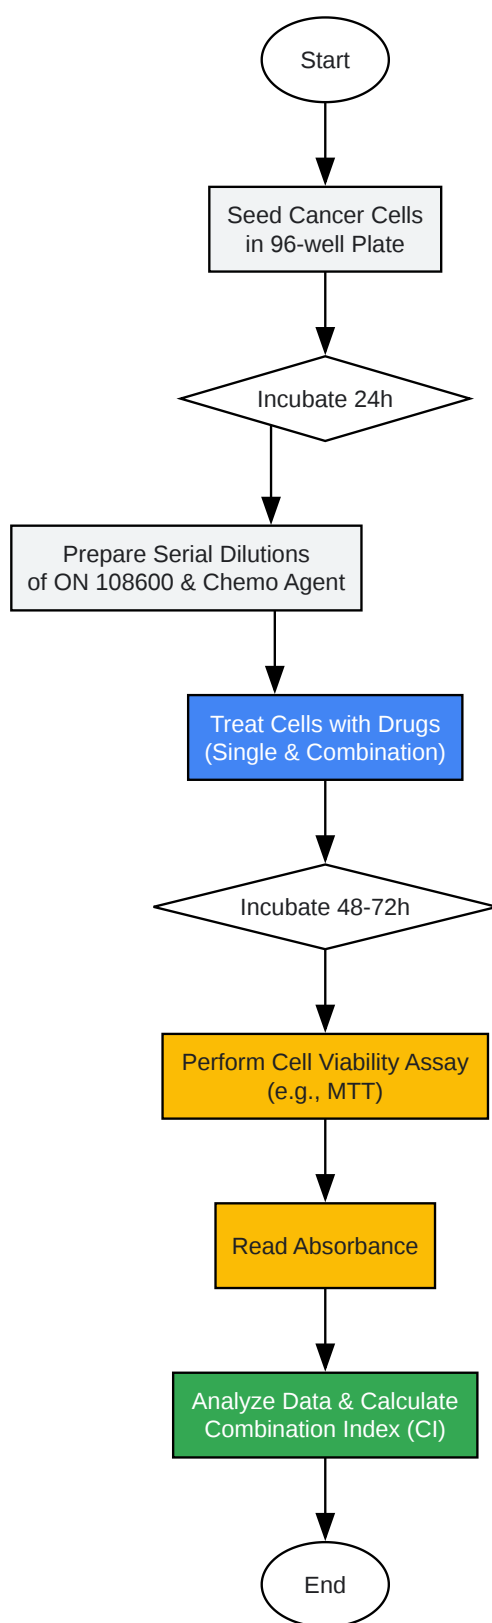 Start
Seed Cancer Cells
in 96-well Plate
Incubate 24h
Prepare Serial Dilutions
of ON 108600 & Chemo Agent
Treat Cells with Drugs
(Single & Combination)
Incubate 48-72h
Perform Cell Viability Assay
(e.g., MTT)
Read Absorbance
Analyze Data & Calculate
Combination Index (CI)
End